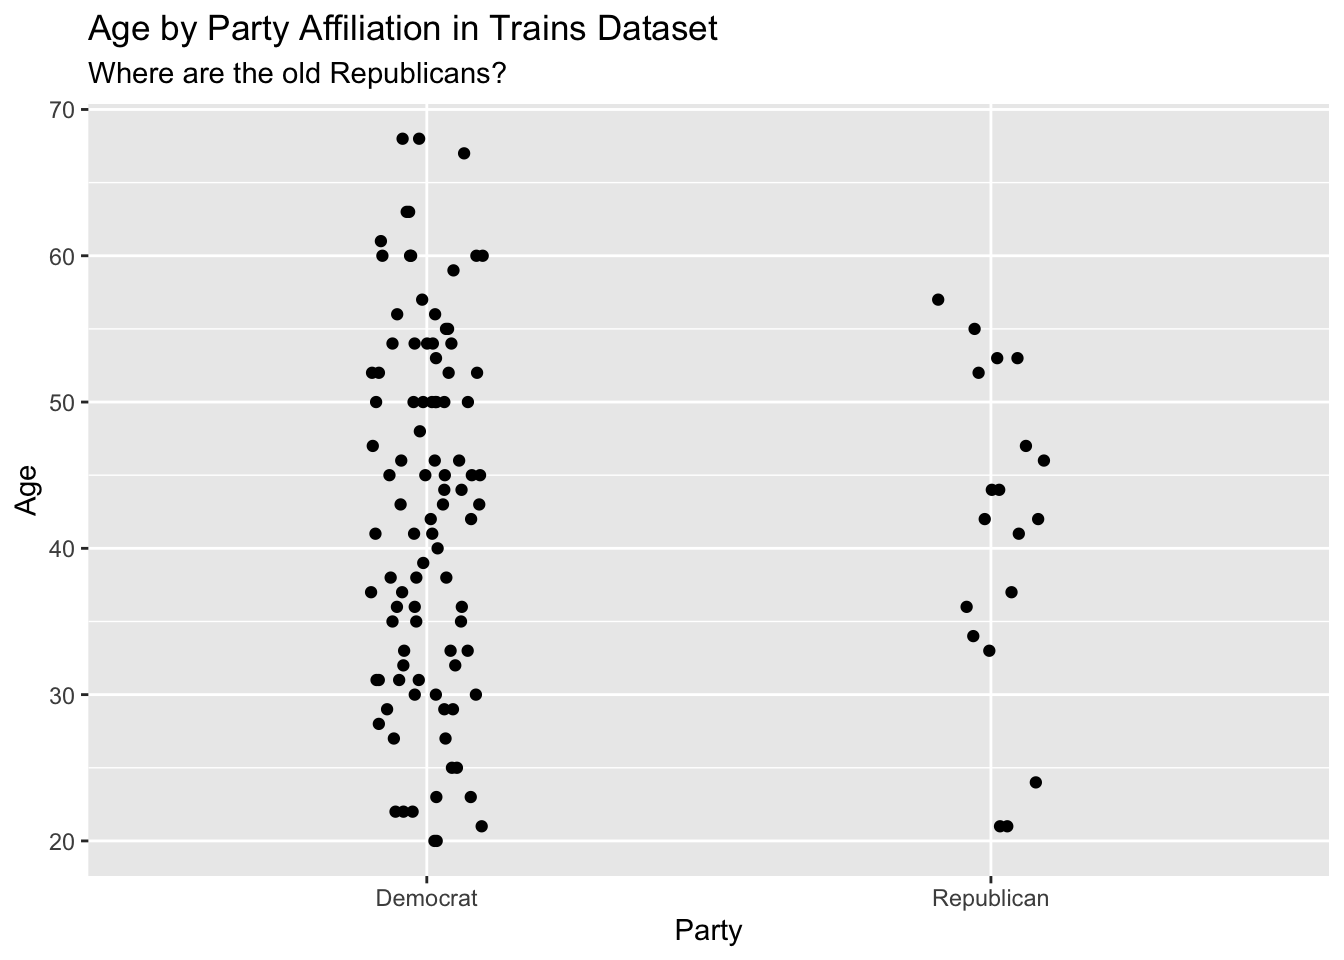 Age by Party Affiliation in Trains Dataset
Where are the old Republicans?
70
60
50
40
30
20
Age
Democrat
Republican
Party